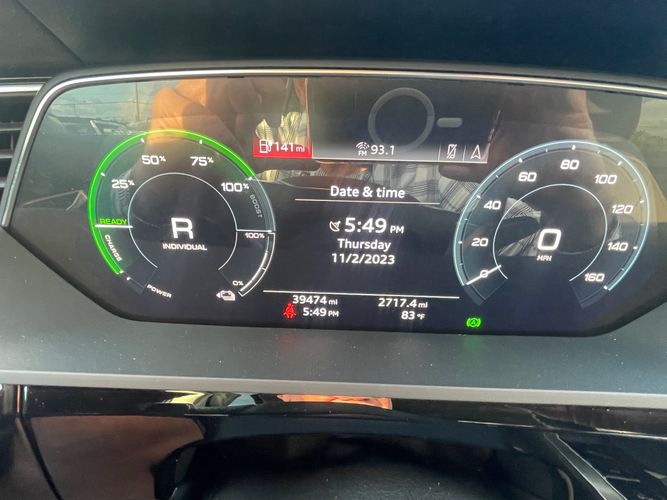 141 mi
FM 93.1
25%
50%
75%
100%
BOOST
READY
CHARGE
POWER
R
INDIVIDUAL
100%
0%
Date & time
5:49 PM
Thursday
11/2/2023
39474 mi
5:49 PM
2717.4 mi
83 °F
0
20
40
60
80
100
120
140
160
0
MPH